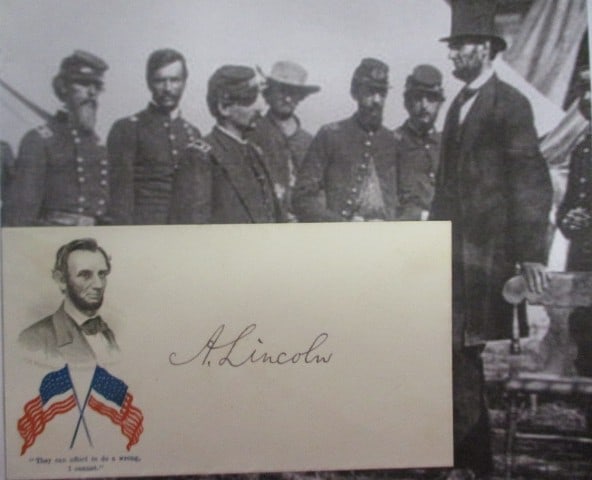 A. Lincoln
"They can afford to do a wrong,
I cannot."